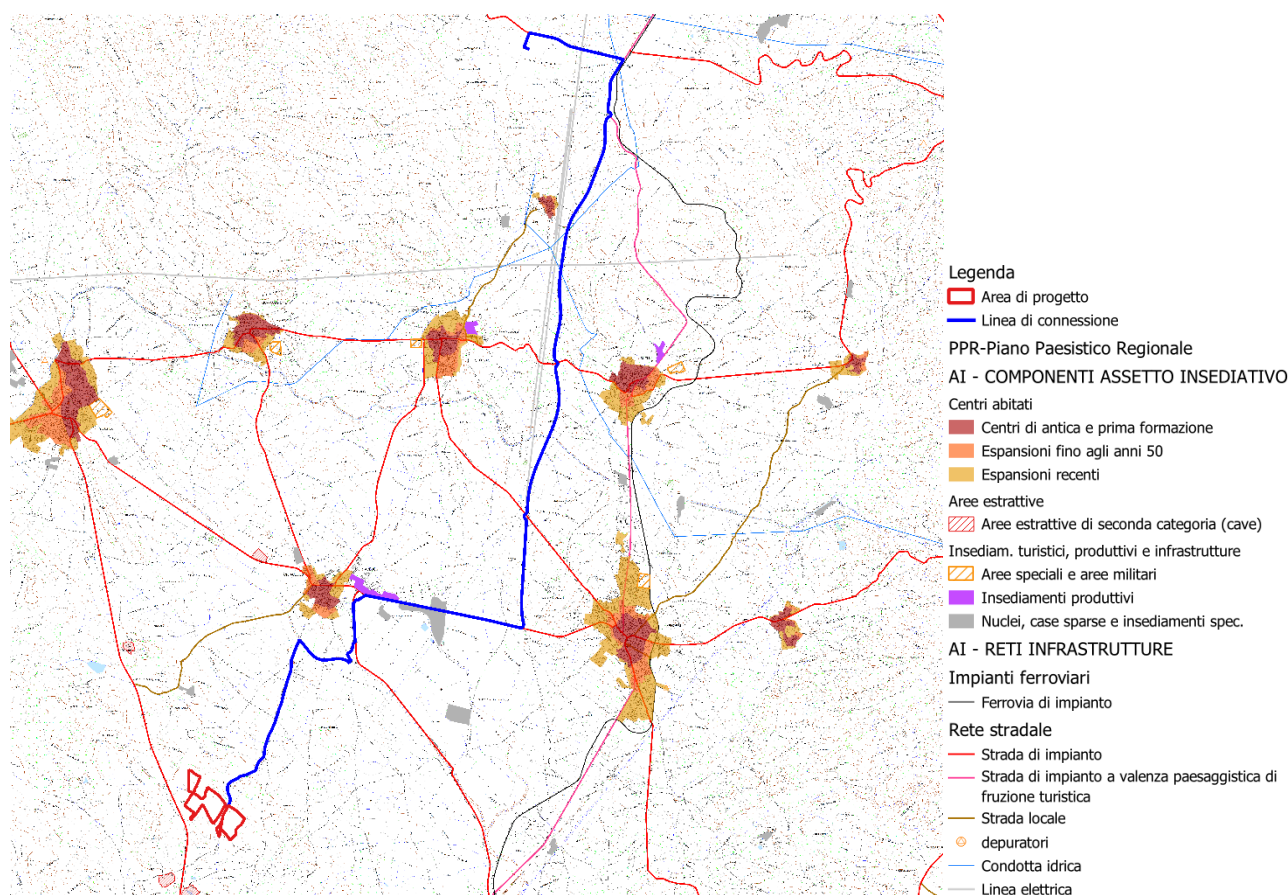 Legenda
Area di progetto
Linea di connessione
PPR-Piano Paesistico Regionale
AI - COMPONENTI ASSETTO INSEDIATIVO
Centri abitati
Centri di antica e prima formazione
Espansioni fino agli anni 50
Espansioni recenti
Aree estrattive
Aree estrattive di seconda categoria (cave)
Insediam. turistici, produttivi e infrastrutture
Aree speciali e aree militari
Insediamenti produttivi
Nuclei, case sparse e insediamenti spec.
AI - RETI INFRASTRUTTURE
Impianti ferroviari
Ferrovia di impianto
Rete stradale
Strada di impianto
Strada di impianto a valenza paesaggistica di
fruzione turistica
Strada locale
depuratori
Condotta idrica
Linea elettrica